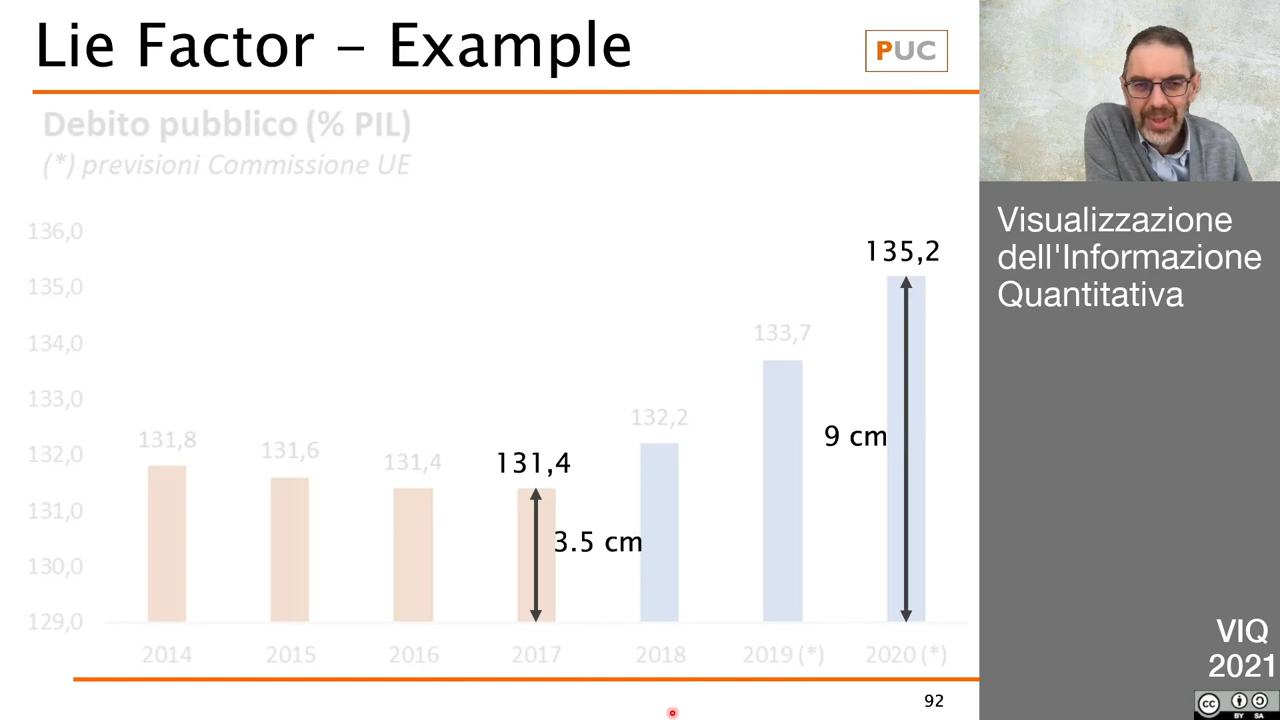 Lie Factor – Example
PUC
Debito pubblico (% PIL)
(*) previsioni Commissione UE
136,0
135,0
134,0
133,0
132,0
131,0
130,0
129,0
131,8
131,6
131,4
131,4
132,2
133,7
135,2
3.5 cm
9 cm
2014
2015
2016
2017
2018
2019 (*)
2020 (*)
92
Visualizzazione
dell'Informazione
Quantitativa
VIQ
2021
cc
BY SA